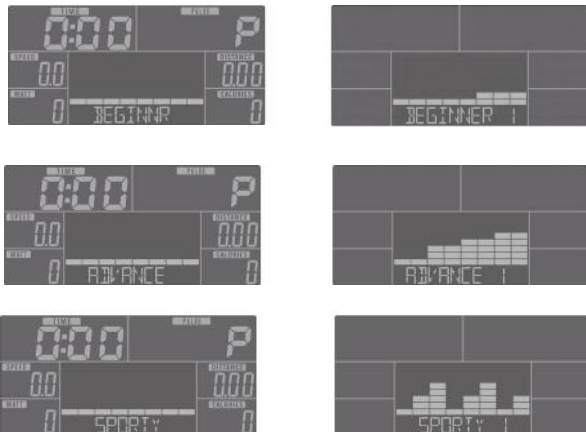 TIME PULSE
0:00 P
SPEED DISTANCE
0.0 0.00
WATT CALORIES
0 0
BEGINNR
BEGINNER 1
TIME PULSE
0:00 P
SPEED DISTANCE
0.0 0.00
WATT CALORIES
0 0
ADVANCE
ADVANCE 1
TIME PULSE
0:00 P
SPEED DISTANCE
0.0 0.00
WATT CALORIES
0 0
SPORTY
SPORTY 1